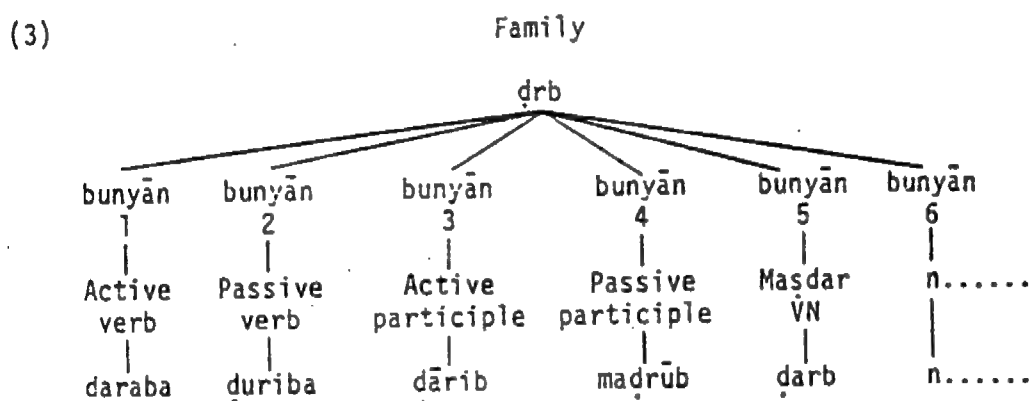 (3) Family
ḍrb
bunyān bunyān bunyān bunyān bunyān bunyān
1 2 3 4 5 6
Active Passive Active Passive Maṣdar n......
verb verb participle participle VN
daraba ḍuriba ḍārib maḍrūb ḍarb n......